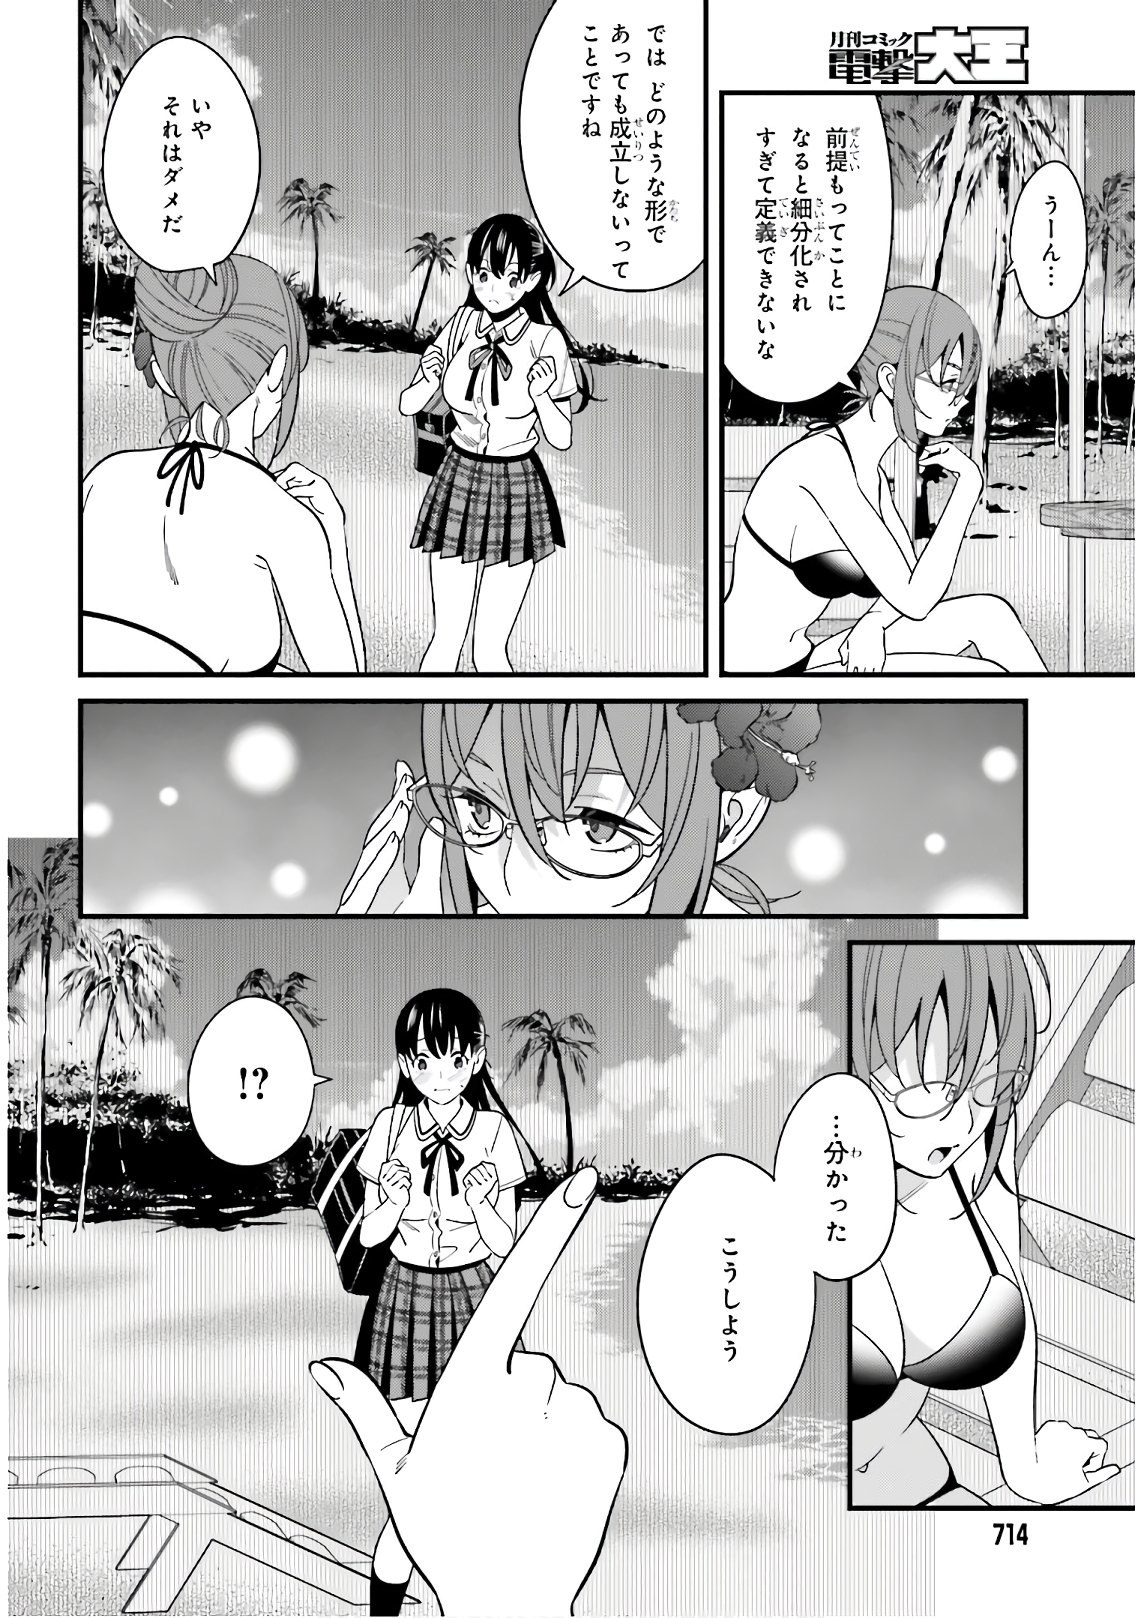 月刊コミック
電撃大王
うーん…
前提もってことに
なると細分化され
すぎて定義できないな
では どのような形で
あっても成立しないって
ことですね
いや
それはダメだ
…分かった
こうしよう
!?
714